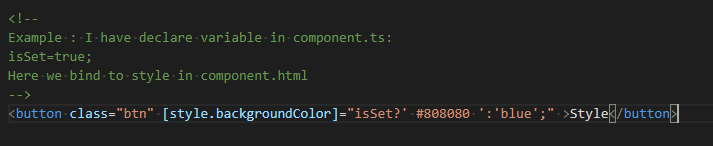 <!--
Example : I have declare variable in component.ts:
isSet=true;
Here we bind to style in component.html
-->
<button class="btn" [style.backgroundColor]="isSet?' #808080 ':'blue';" >Style</button>